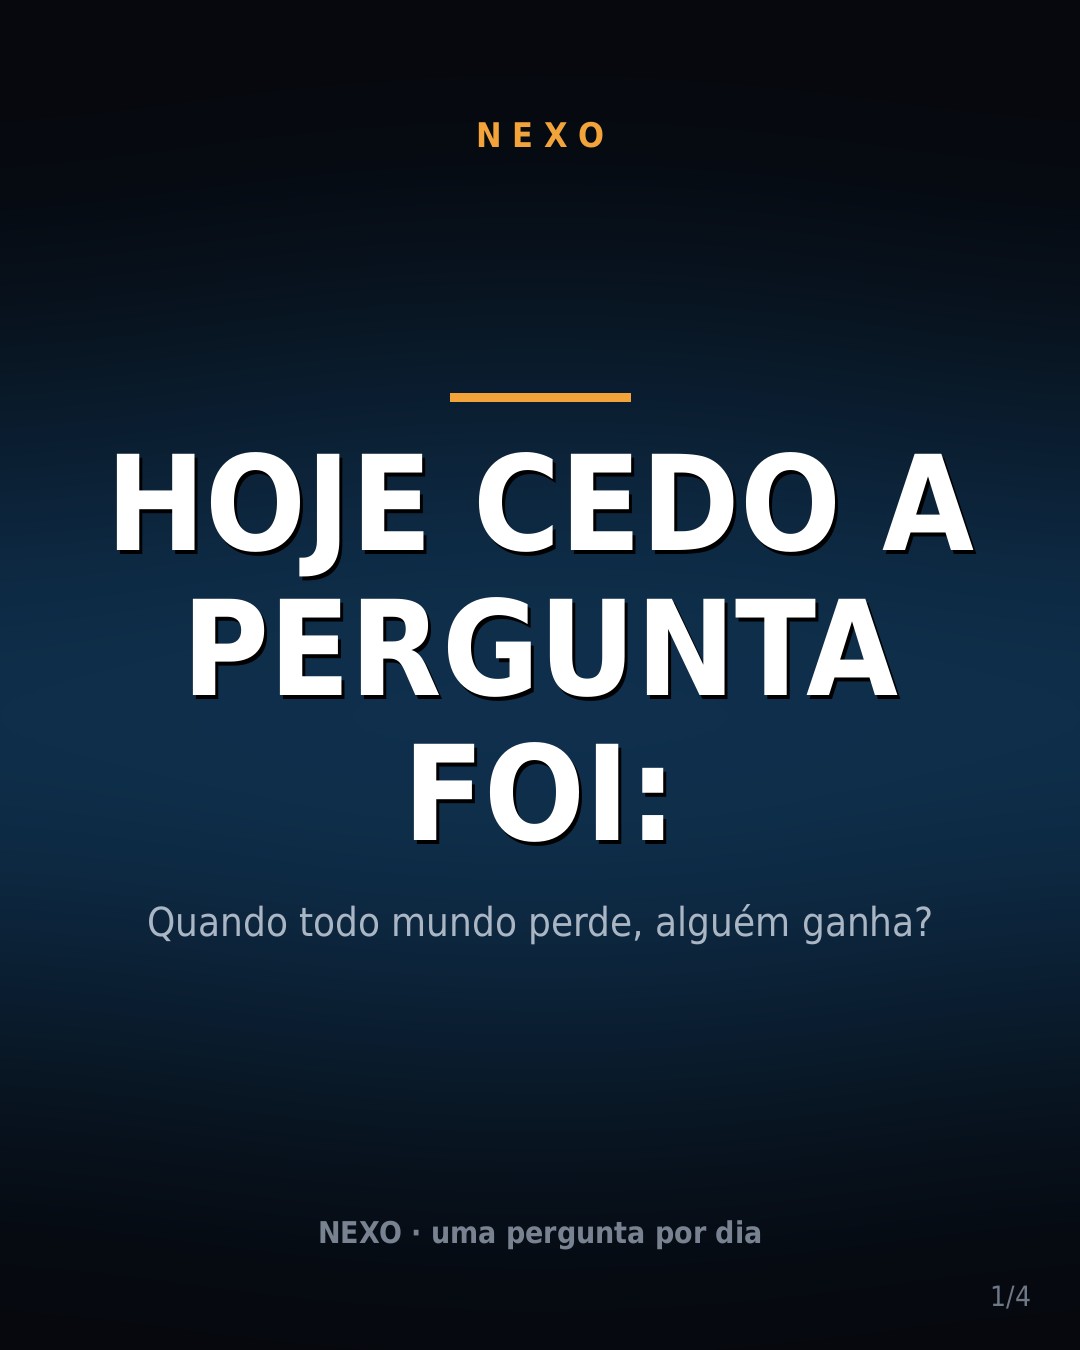 NEXO
HOJE CEDO A
PERGUNTA
FOI:
Quando todo mundo perde, alguém ganha?
NEXO · uma pergunta por dia
1/4